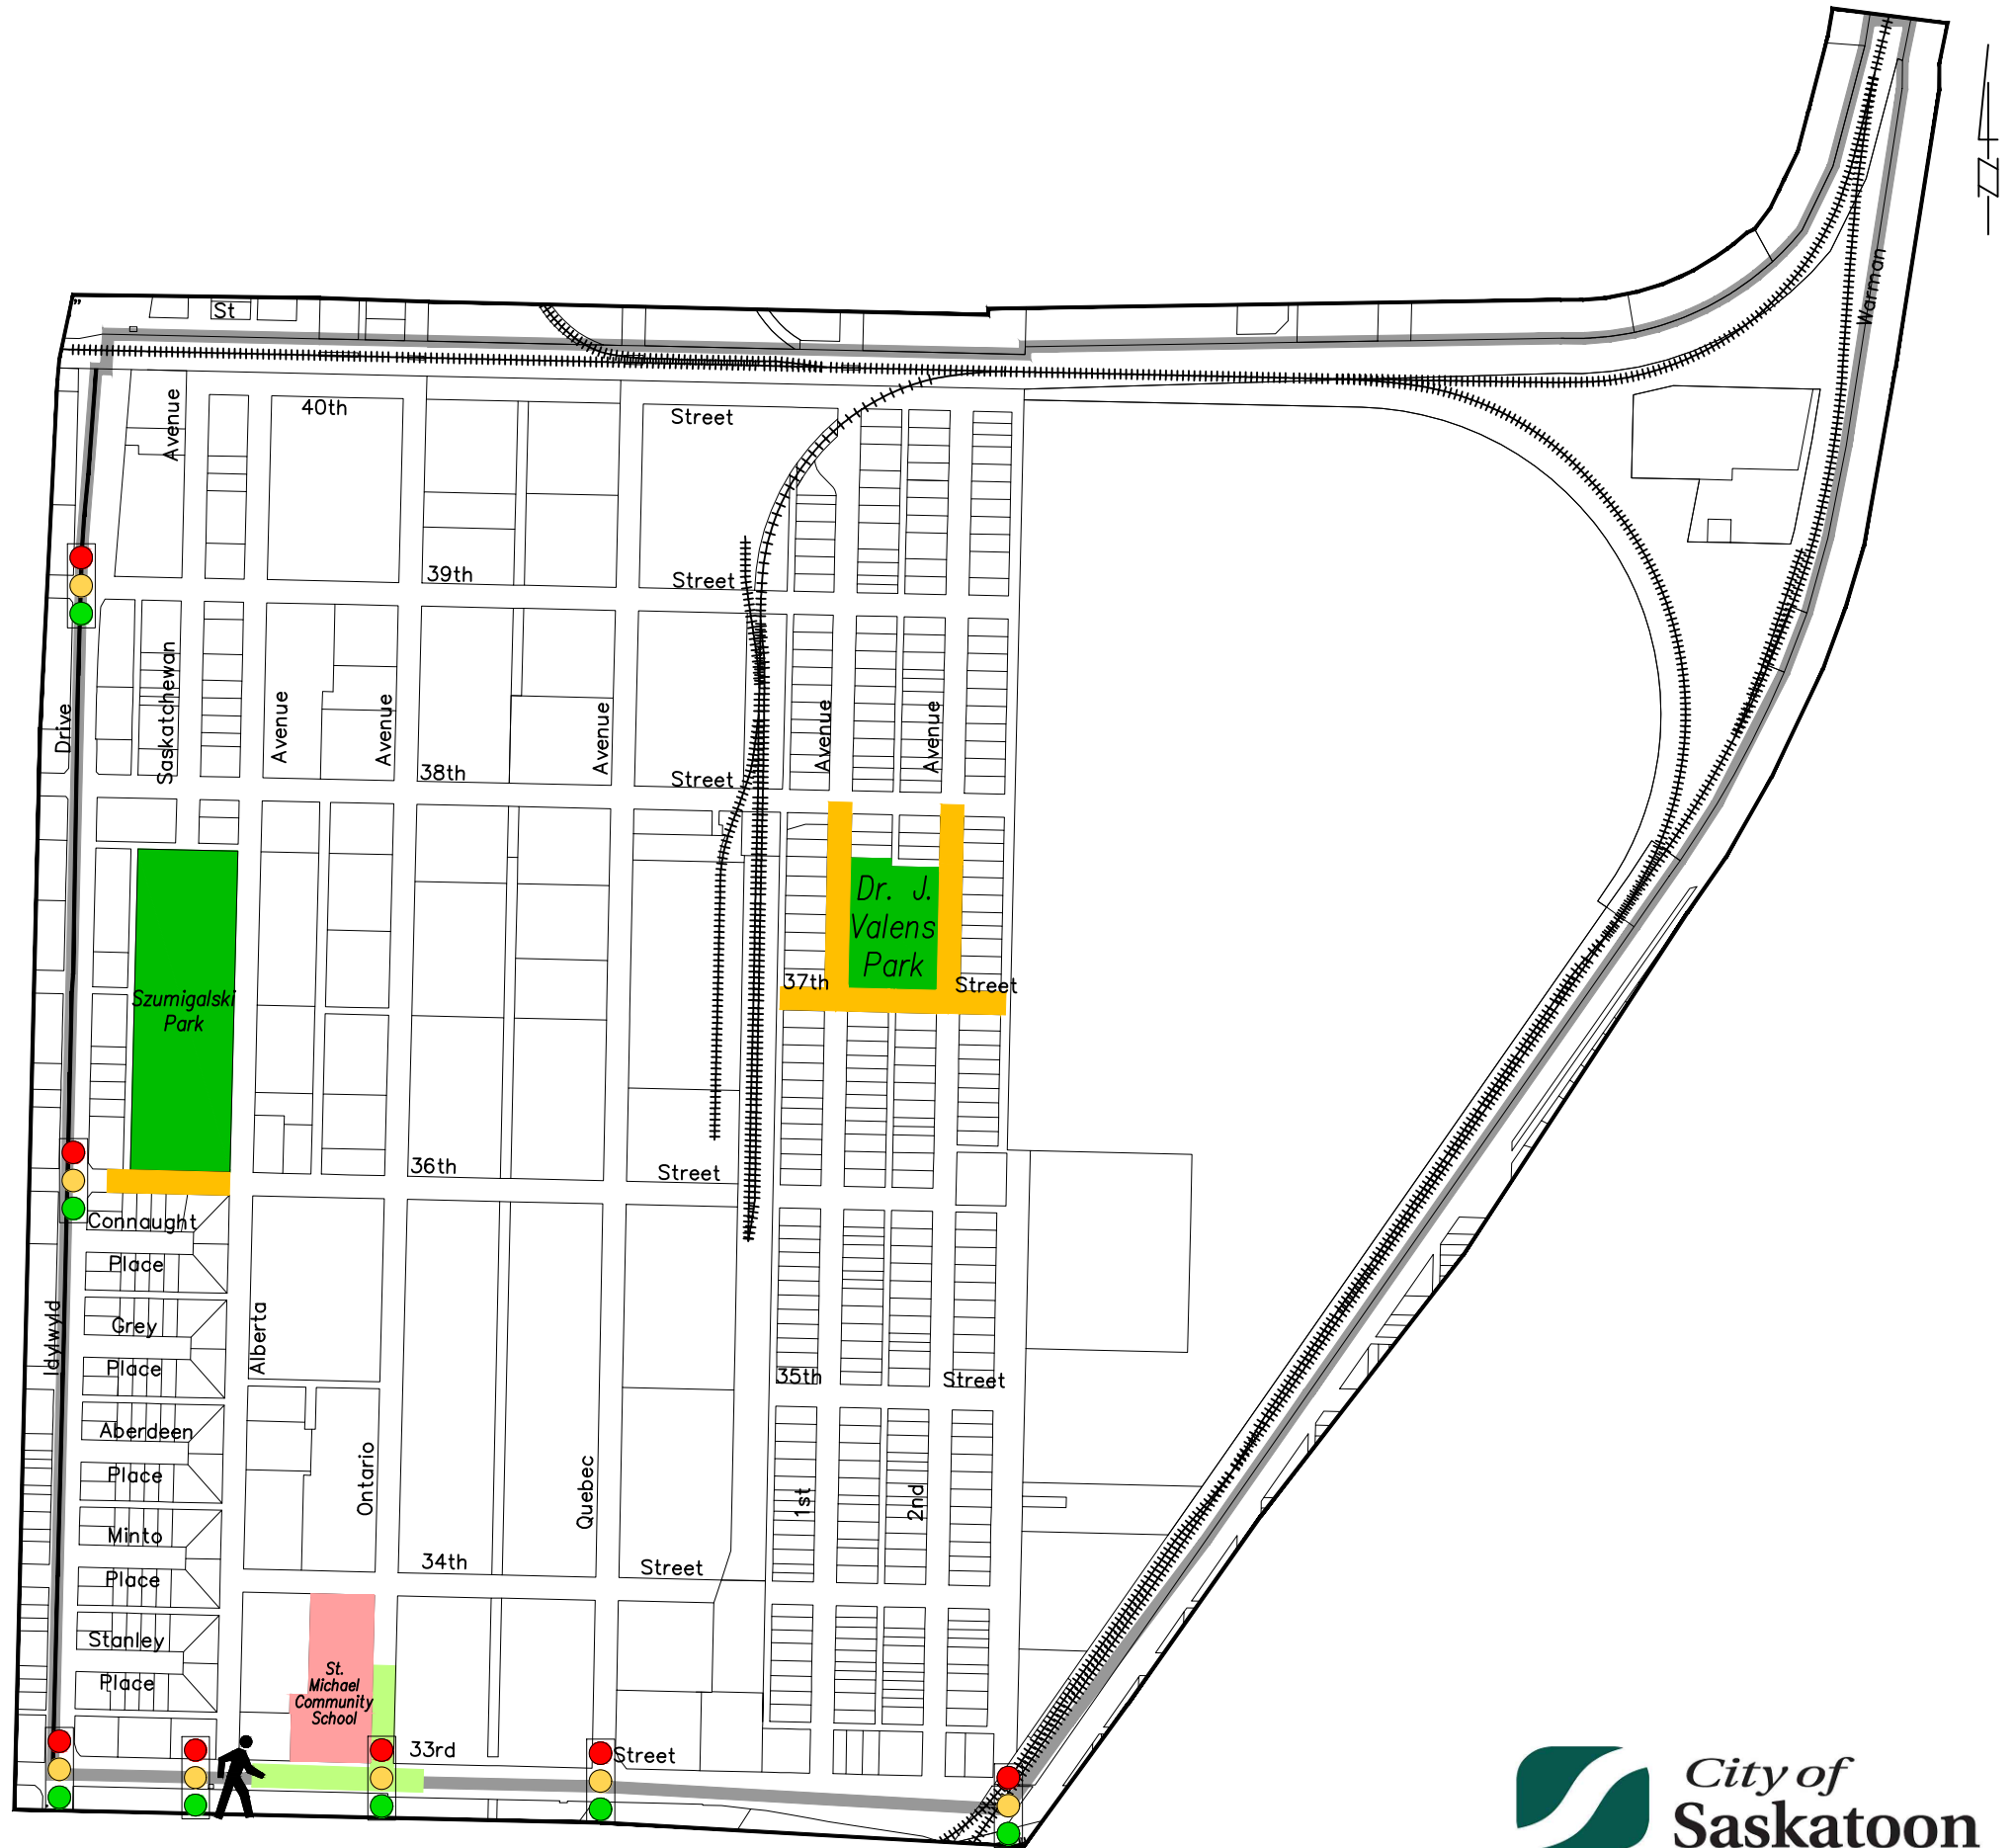 Warman
St
40th
Street
Avenue
39th
Street
Drive
Saskatchewan
Avenue
Avenue
Avenue
Avenue
Avenue
38th
Street
Dr. J.
Valens
Park
37th
Street
Szumigalski
Park
36th
Street
Connaught
Place
Idylwyld
Grey
Place
Alberta
35th
Street
Aberdeen
Place
Ontario
Quebec
1st
2nd
Minto
Place
34th
Street
Stanley
Place
St.
Michael
Community
School
33rd
Street
City of
Saskatoon